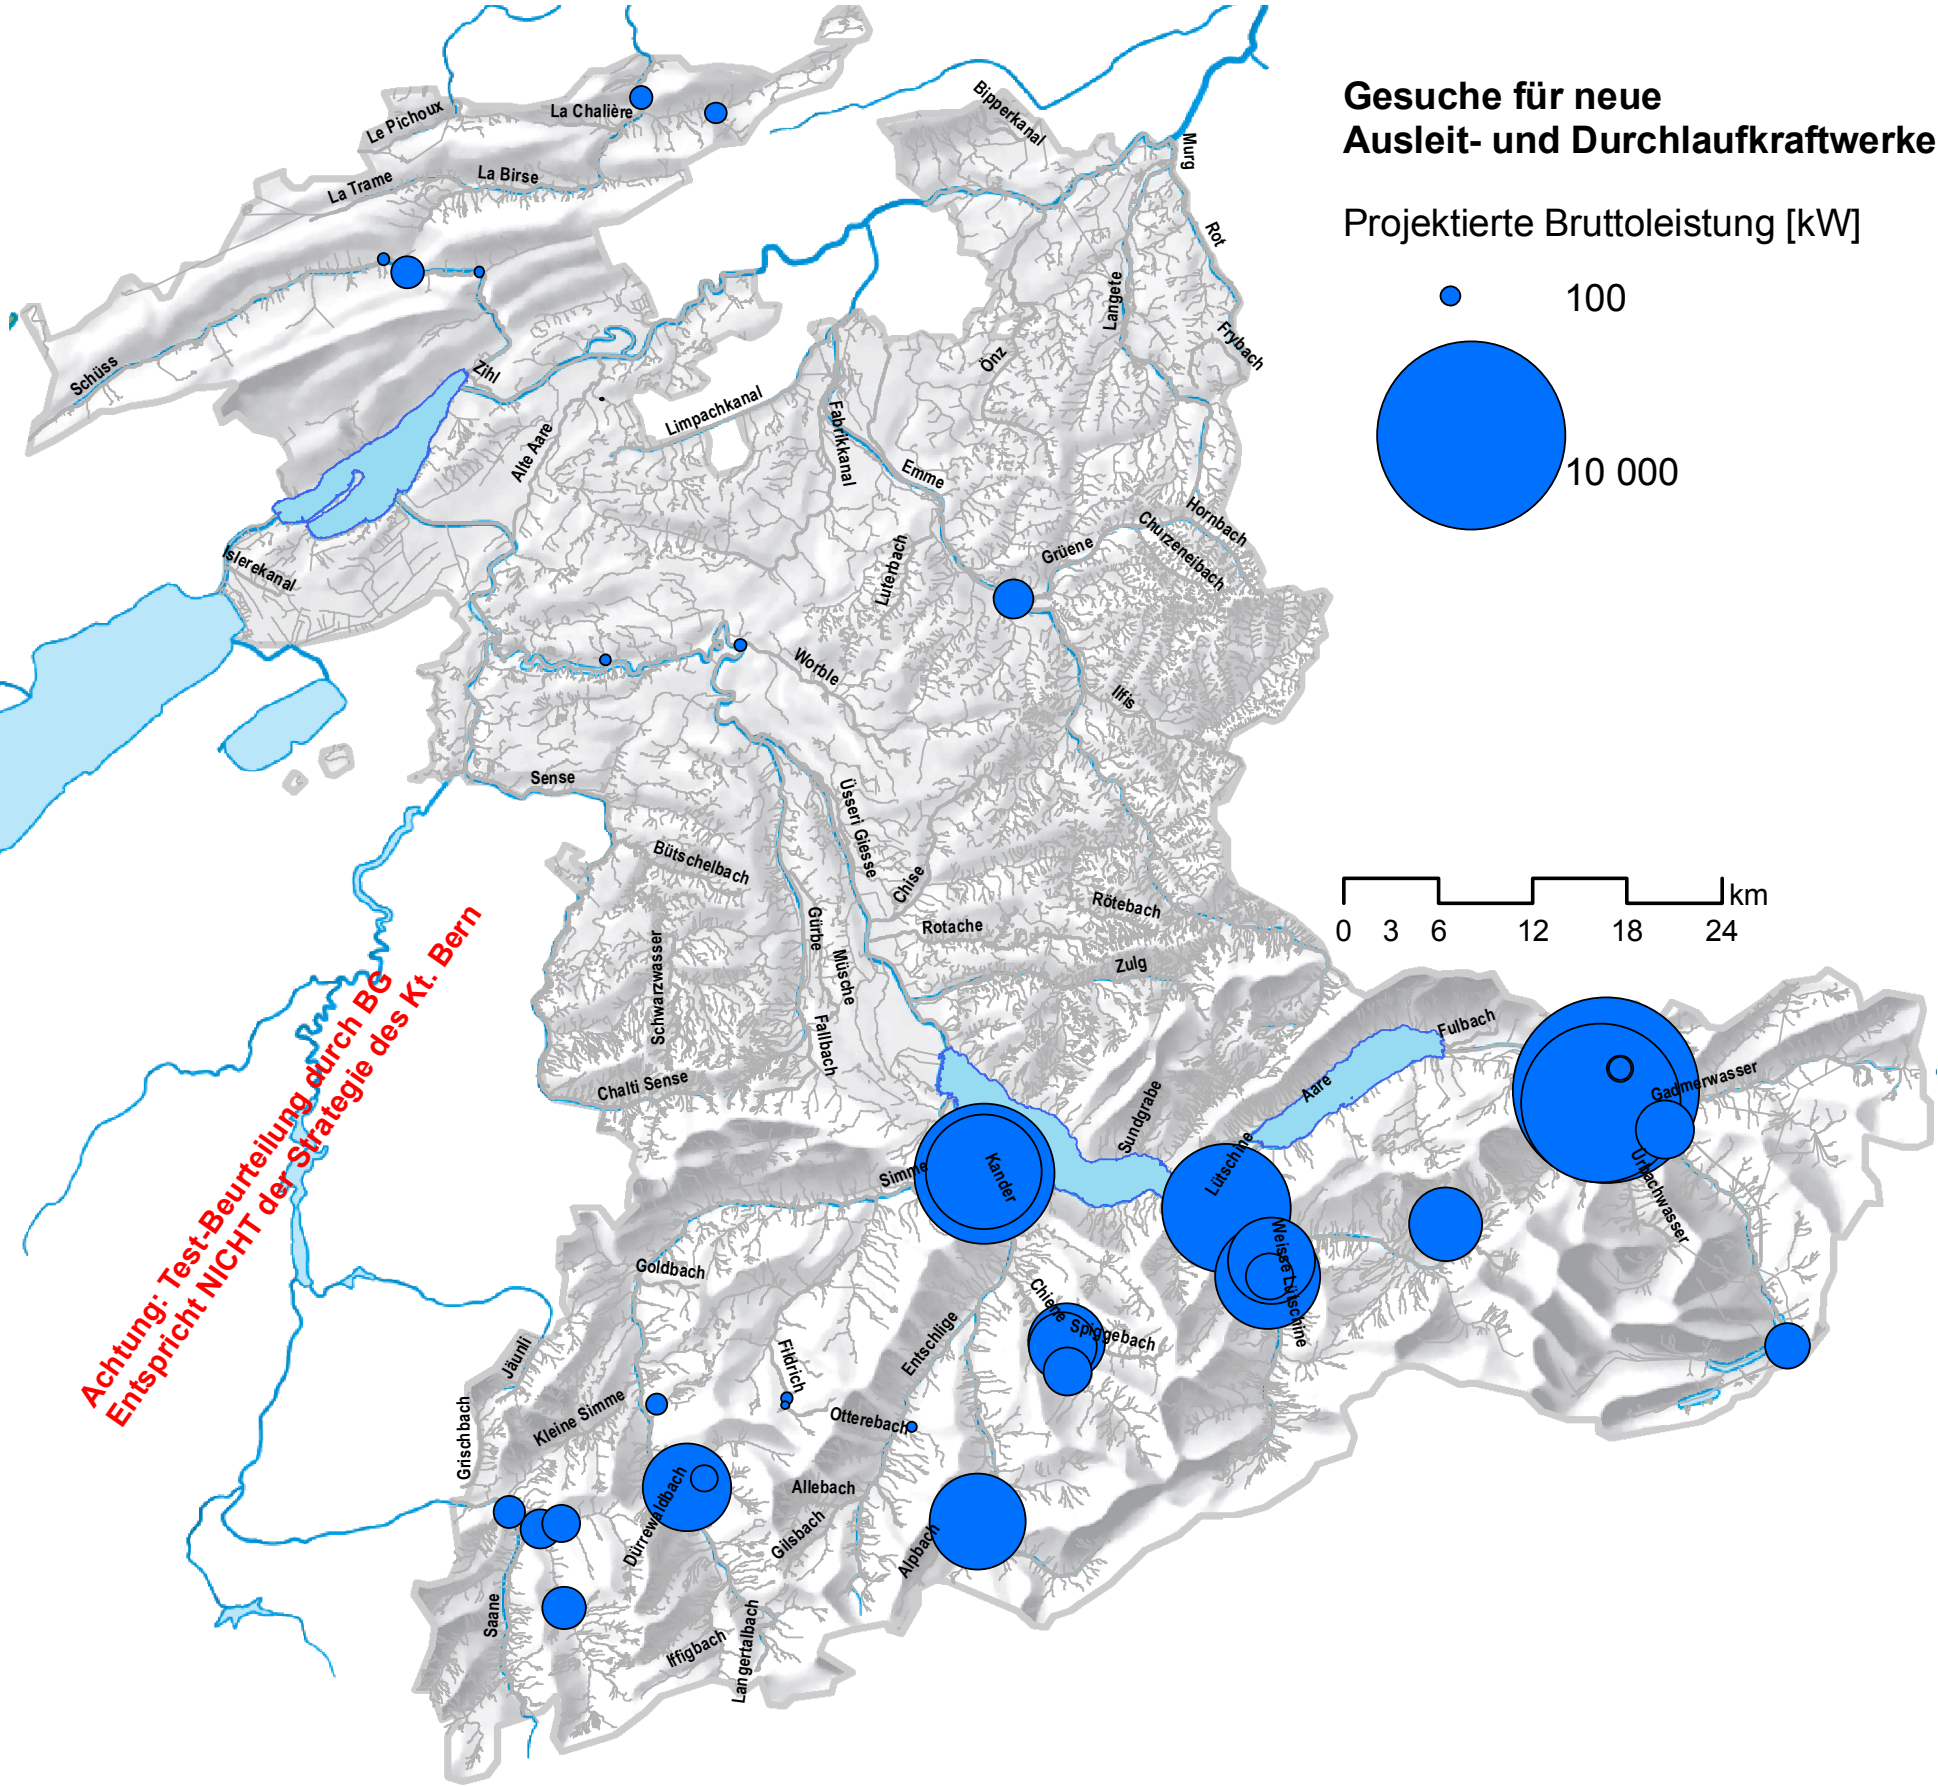 Gesuche für neue
Ausleit- und Durchlaufkraftwerke
Projektierte Bruttoleistung [kW]
100
10 000
km
0 3 6 12 18 24
Achtung: Test-Beurteilung durch BG
Entspricht NICHT der Strategie des Kt. Bern
Le Pichoux
La Chalière
La Trame
La Birse
Bipperkanal
Murg
Rot
Langete
Frybach
Önz
Schüss
Zihl
Limpachkanal
Alte Aare
Fabrikkanal
Emme
Hornbach
Churzeneibach
Grüene
Luterbach
Islerekanal
Worble
Ilfis
Sense
Üsseri Giesse
Bütschelbach
Chise
Gürbe
Rötebach
Rotache
Schwarzwasser
Müsche
Zulg
Fallbach
Chalti Sense
Fulbach
Aare
Gadmerwasser
Sundgrabe
Lütschine
Simme
Kander
Urbachwasser
Weisse Lütschine
Goldbach
Chiene
Spiggebach
Entschlige
Jäunli
Fildrich
Kleine Simme
Otterebach
Grischbach
Allebach
Dürrewaldbach
Gilsbach
Alpbach
Saane
Iffigbach
Langertalbach